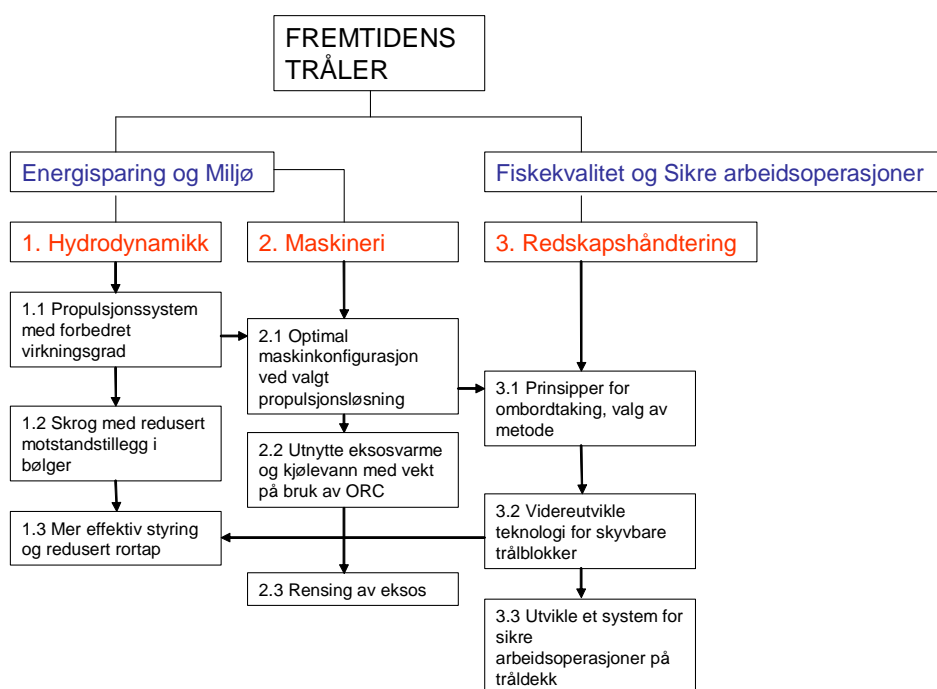 FREMTIDENS
TRÅLER
Energisparing og Miljø
Fiskekvalitet og Sikre arbeidsoperasjoner
1. Hydrodynamikk
2. Maskineri
3. Redskapshåndtering
1.1 Propulsjonssystem
med forbedret
virkningsgrad
2.1 Optimal
maskinkonfigurasjon
ved valgt
propulsjonsløsning
3.1 Prinsipper for
ombordtaking, valg av
metode
1.2 Skrog med redusert
motstandstillegg i
bølger
2.2 Utnytte eksosvarme
og kjølevann med vekt
på bruk av ORC
3.2 Videreutvikle
teknologi for skyvbare
trålblokker
1.3 Mer effektiv styring
og redusert rortap
2.3 Rensing av eksos
3.3 Utvikle et system for
sikre
arbeidsoperasjoner på
tråldekk